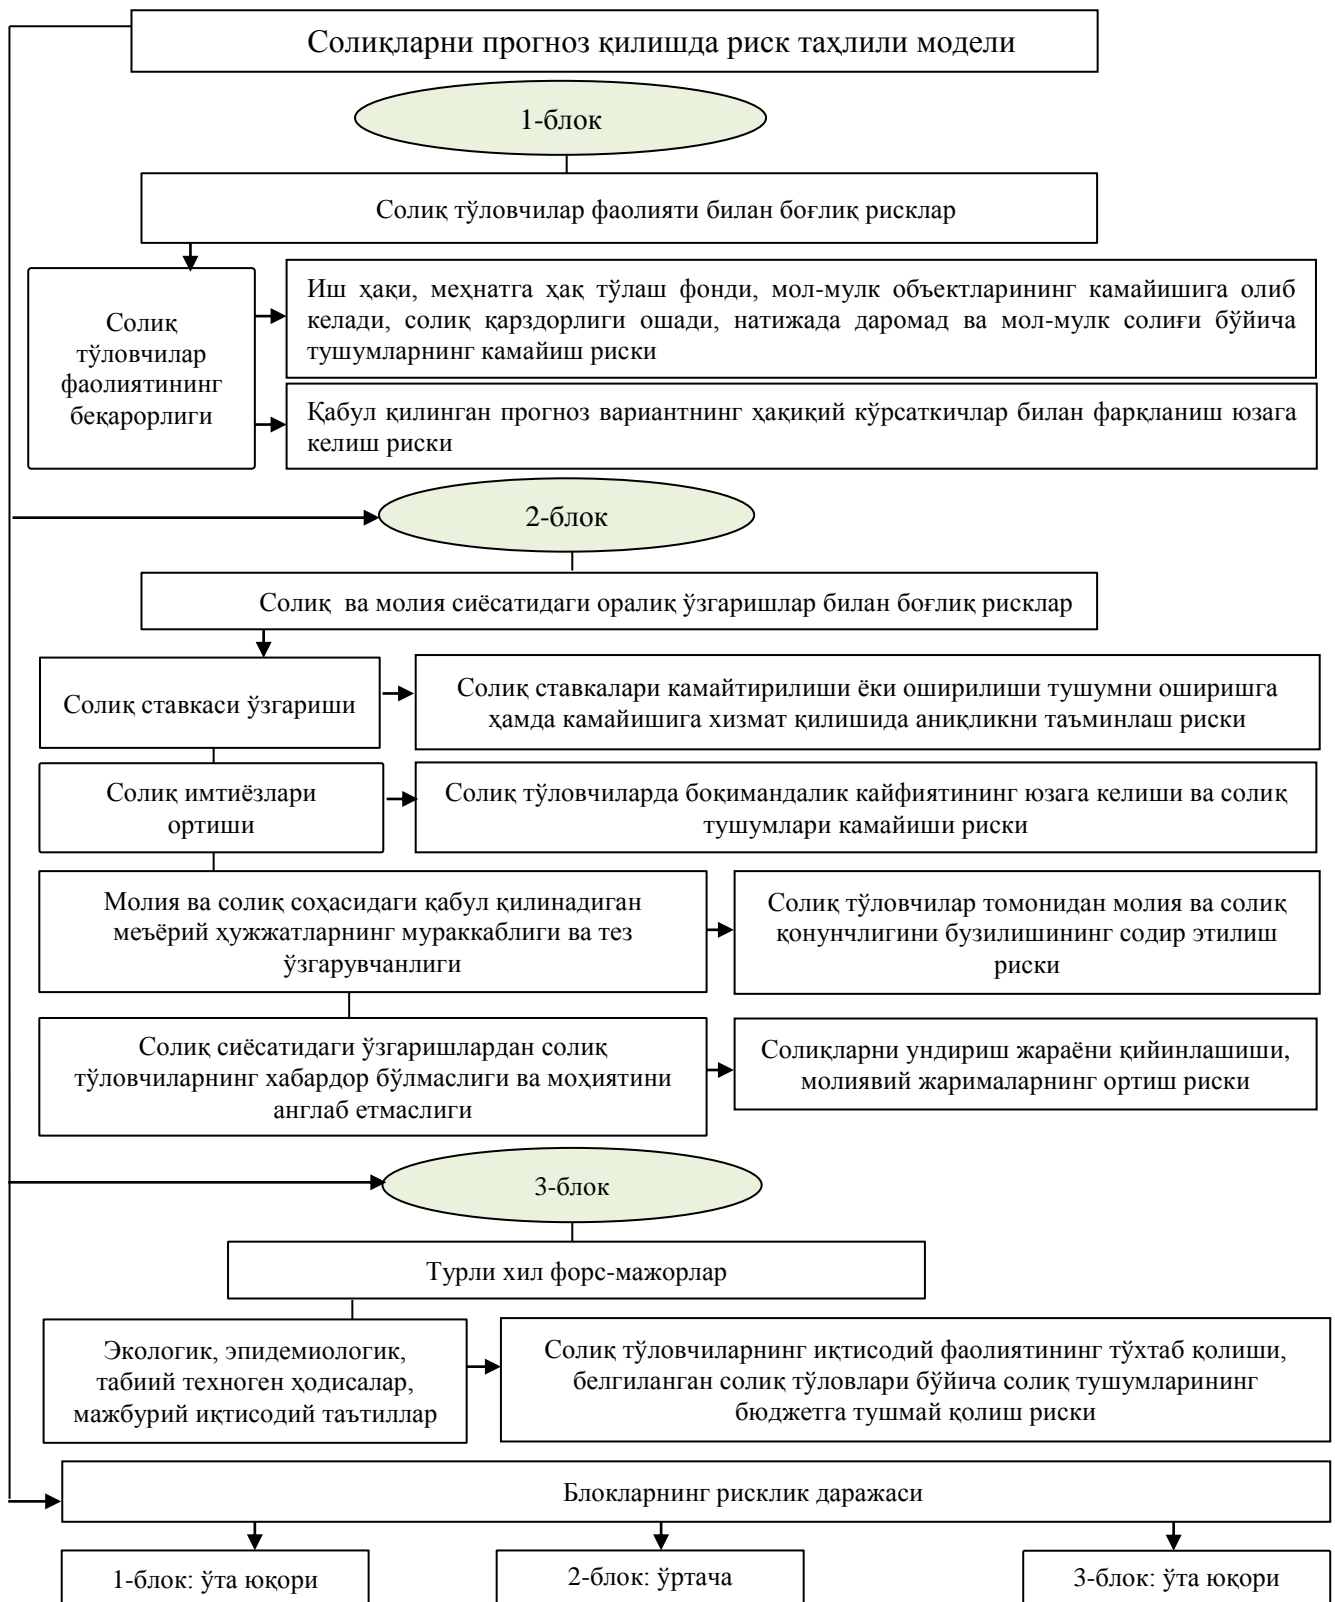 Солиқларни прогноз қилишда риск таҳлили модели
1-блок
Солиқ тўловчилар фаолияти билан боғлиқ рисклар
Солиқ
тўловчилар
фаолиятининг
беқарорлиги
Иш ҳақи, меҳнатга ҳақ тўлаш фонди, мол-мулк объектларининг камайишига олиб
келади, солиқ қарздорлиги ошади, натижада даромад ва мол-мулк солиғи бўйича
тушумларнинг камайиш риски
Қабул қилинган прогноз вариантнинг ҳақиқий кўрсаткичлар билан фарқланиш юзага
келиш риски
2-блок
Солиқ ва молия сиёсатидаги оралиқ ўзгаришлар билан боғлиқ рисклар
Солиқ ставкаси ўзгариши
Солиқ ставкалари камайтирилиши ёки оширилиши тушумни оширишга
ҳамда камайишига хизмат қилишида аниқликни таъминлаш риски
Солиқ имтиёзлари
ортиши
Солиқ тўловчиларда боқимандалик кайфиятининг юзага келиши ва солиқ
тушумлари камайиши риски
Молия ва солиқ соҳасидаги қабул қилинадиган
меъёрий ҳужжатларнинг мураккаблиги ва тез
ўзгарувчанлиги
Солиқ тўловчилар томонидан молия ва солиқ
қонунчлигини бузилишининг содир этилиш
риски
Солиқ сиёсатидаги ўзгаришлардан солиқ
тўловчиларнинг хабардор бўлмаслиги ва моҳиятини
англаб етмаслиги
Солиқларни ундириш жараёни қийинлашиши,
молиявий жарималарнинг ортиш риски
3-блок
Турли хил форс-мажорлар
Экологик, эпидемиологик,
табиий техноген ҳодисалар,
мажбурий иқтисодий таътиллар
Солиқ тўловчиларнинг иқтисодий фаолиятининг тўхтаб қолиши,
белгиланган солиқ тўловлари бўйича солиқ тушумларининг
бюджетга тушмай қолиш риски
Блокларнинг рисклик даражаси
1-блок: ўта юқори
2-блок: ўртача
3-блок: ўта юқори